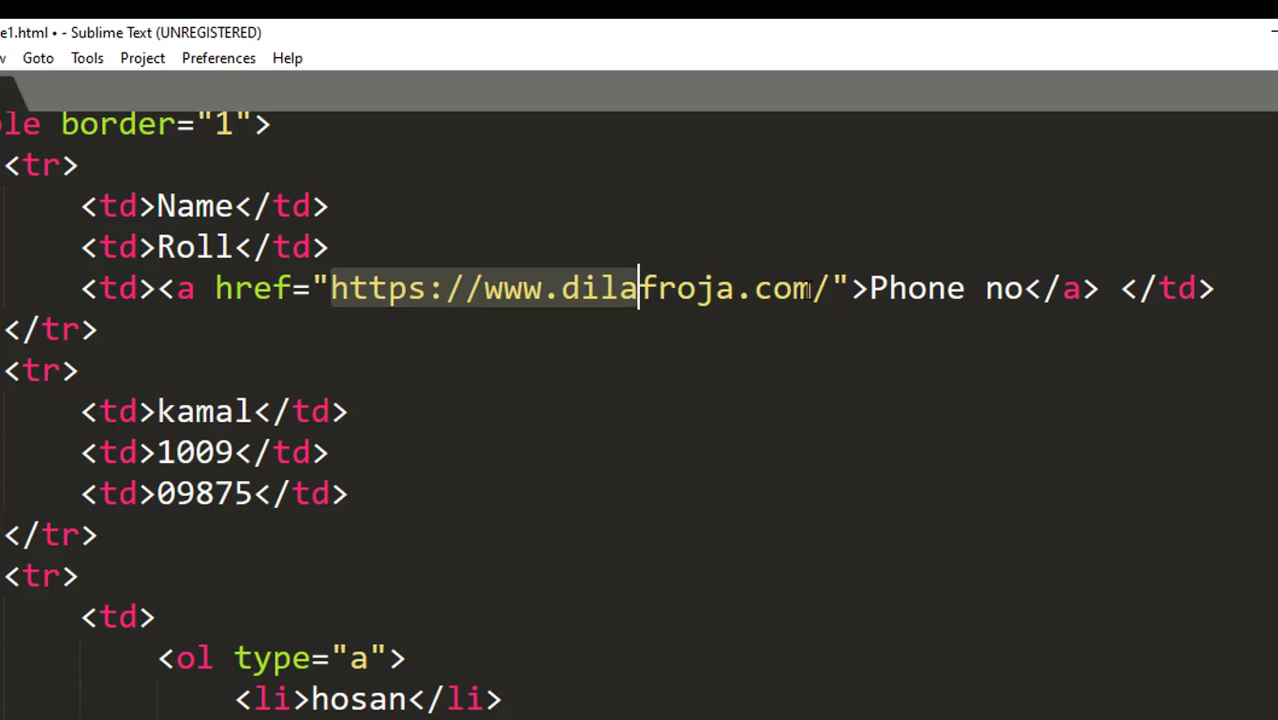 e1.html • - Sublime Text (UNREGISTERED)
Goto Tools Project Preferences Help
le border="1">
<tr>
<td>Name</td>
<td>Roll</td>
<td><a href="https://www.dilafroja.com/">Phone no</a> </td>
</tr>
<tr>
<td>kamal</td>
<td>1009</td>
<td>09875</td>
</tr>
<tr>
<td>
<ol type="a">
<li>hosan</li>